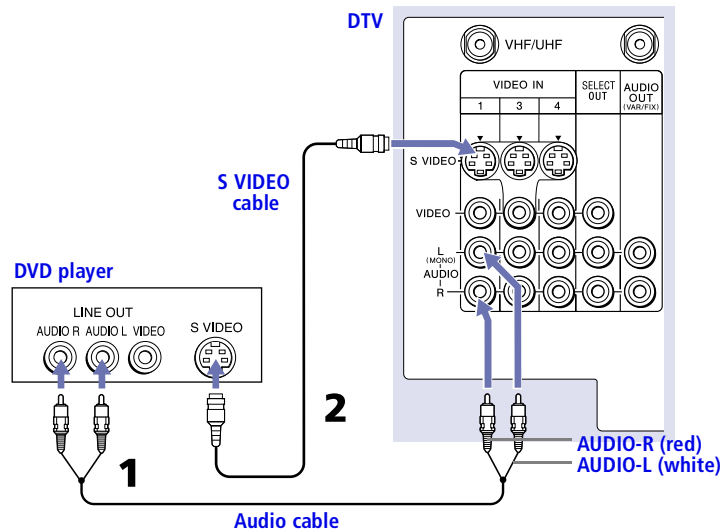 DTV
VHF/UHF
VIDEO IN
SELECT
OUT
AUDIO
OUT
(VAR/FIX)
1 3 4
S VIDEO
VIDEO
L
(MONO)
AUDIO
R
S VIDEO
cable
DVD player
LINE OUT
AUDIO R AUDIO L VIDEO
S VIDEO
1
2
AUDIO-R (red)
AUDIO-L (white)
Audio cable